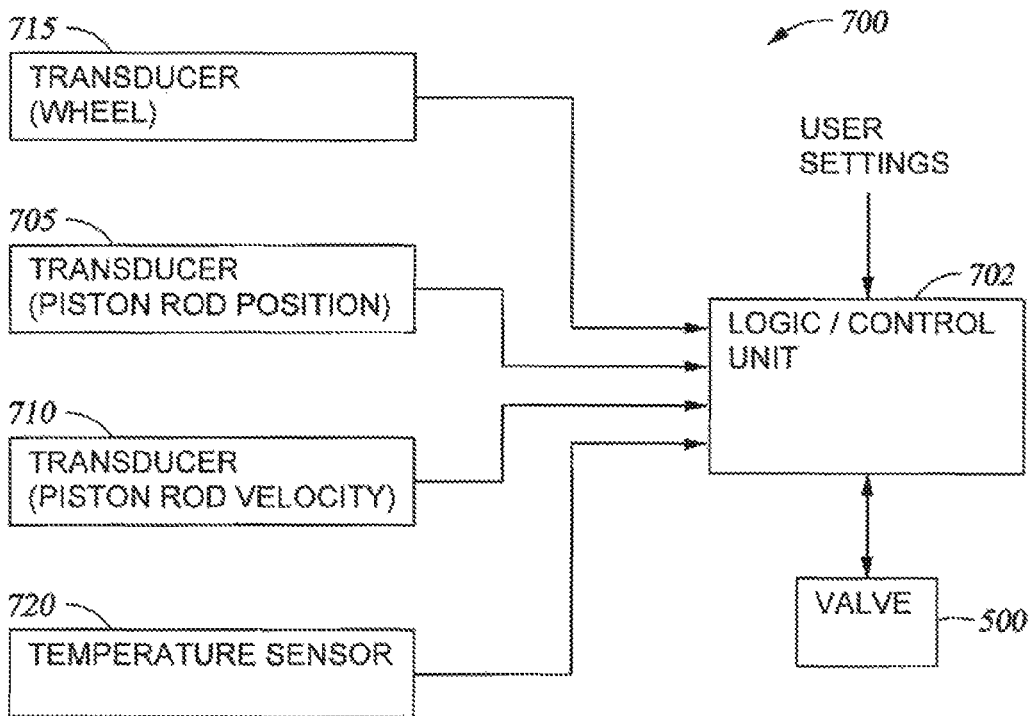 715
TRANSDUCER
(WHEEL)
700
USER
SETTINGS
705
TRANSDUCER
(PISTON ROD POSITION)
702
LOGIC / CONTROL
UNIT
710
TRANSDUCER
(PISTON ROD VELOCITY)
720
TEMPERATURE SENSOR
VALVE
500